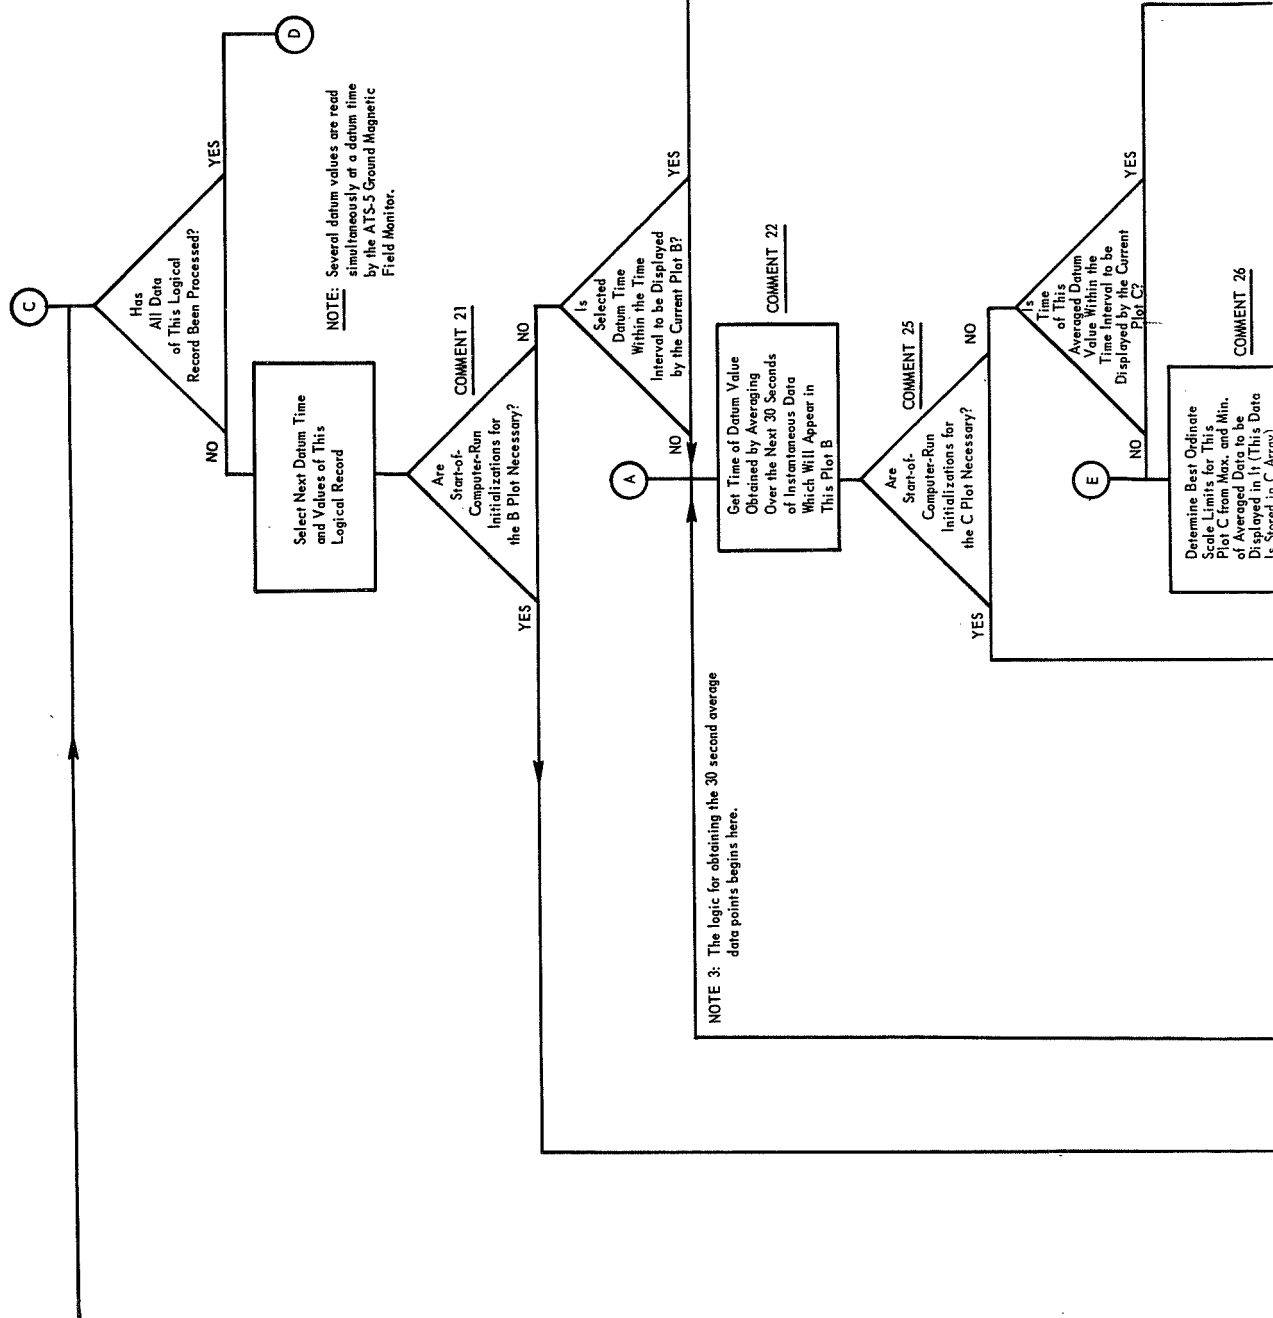 C
Has
All Data
of This Logical
Record Been Processed?
YES
D
NO
Select Next Datum Time
and Values of This
Logical Record
NOTE: Several datum values are read
simultaneously at a datum time
by the ATS-5 Ground Magnetic
Field Monitor.
COMMENT 21
Are
Start-of-
Computer-Run
Initializations for
the B Plot Necessary?
YES
NO
Is
Selected
Datum Time
Within the Time
Interval to be Displayed
by the Current Plot B?
YES
NO
A
COMMENT 22
Get Time of Datum Value
Obtained by Averaging
Over the Next 30 Seconds
of Instantaneous Data
Which Will Appear in
This Plot B
NOTE 3: The logic for obtaining the 30 second average
data points begins here.
COMMENT 25
Are
Start-of-
Computer-Run
Initializations for
the C Plot Necessary?
YES
NO
Is
Time
of This
Averaged Datum
Value Within the
Time Interval to be
Displayed by the Current
Plot C?
YES
NO
E
COMMENT 26
Determine Best Ordinate
Scale Limits for This
Plot C from Max. and Min.
of Averaged Data to be
Displayed in It (This Data
Is Stored in C Array)